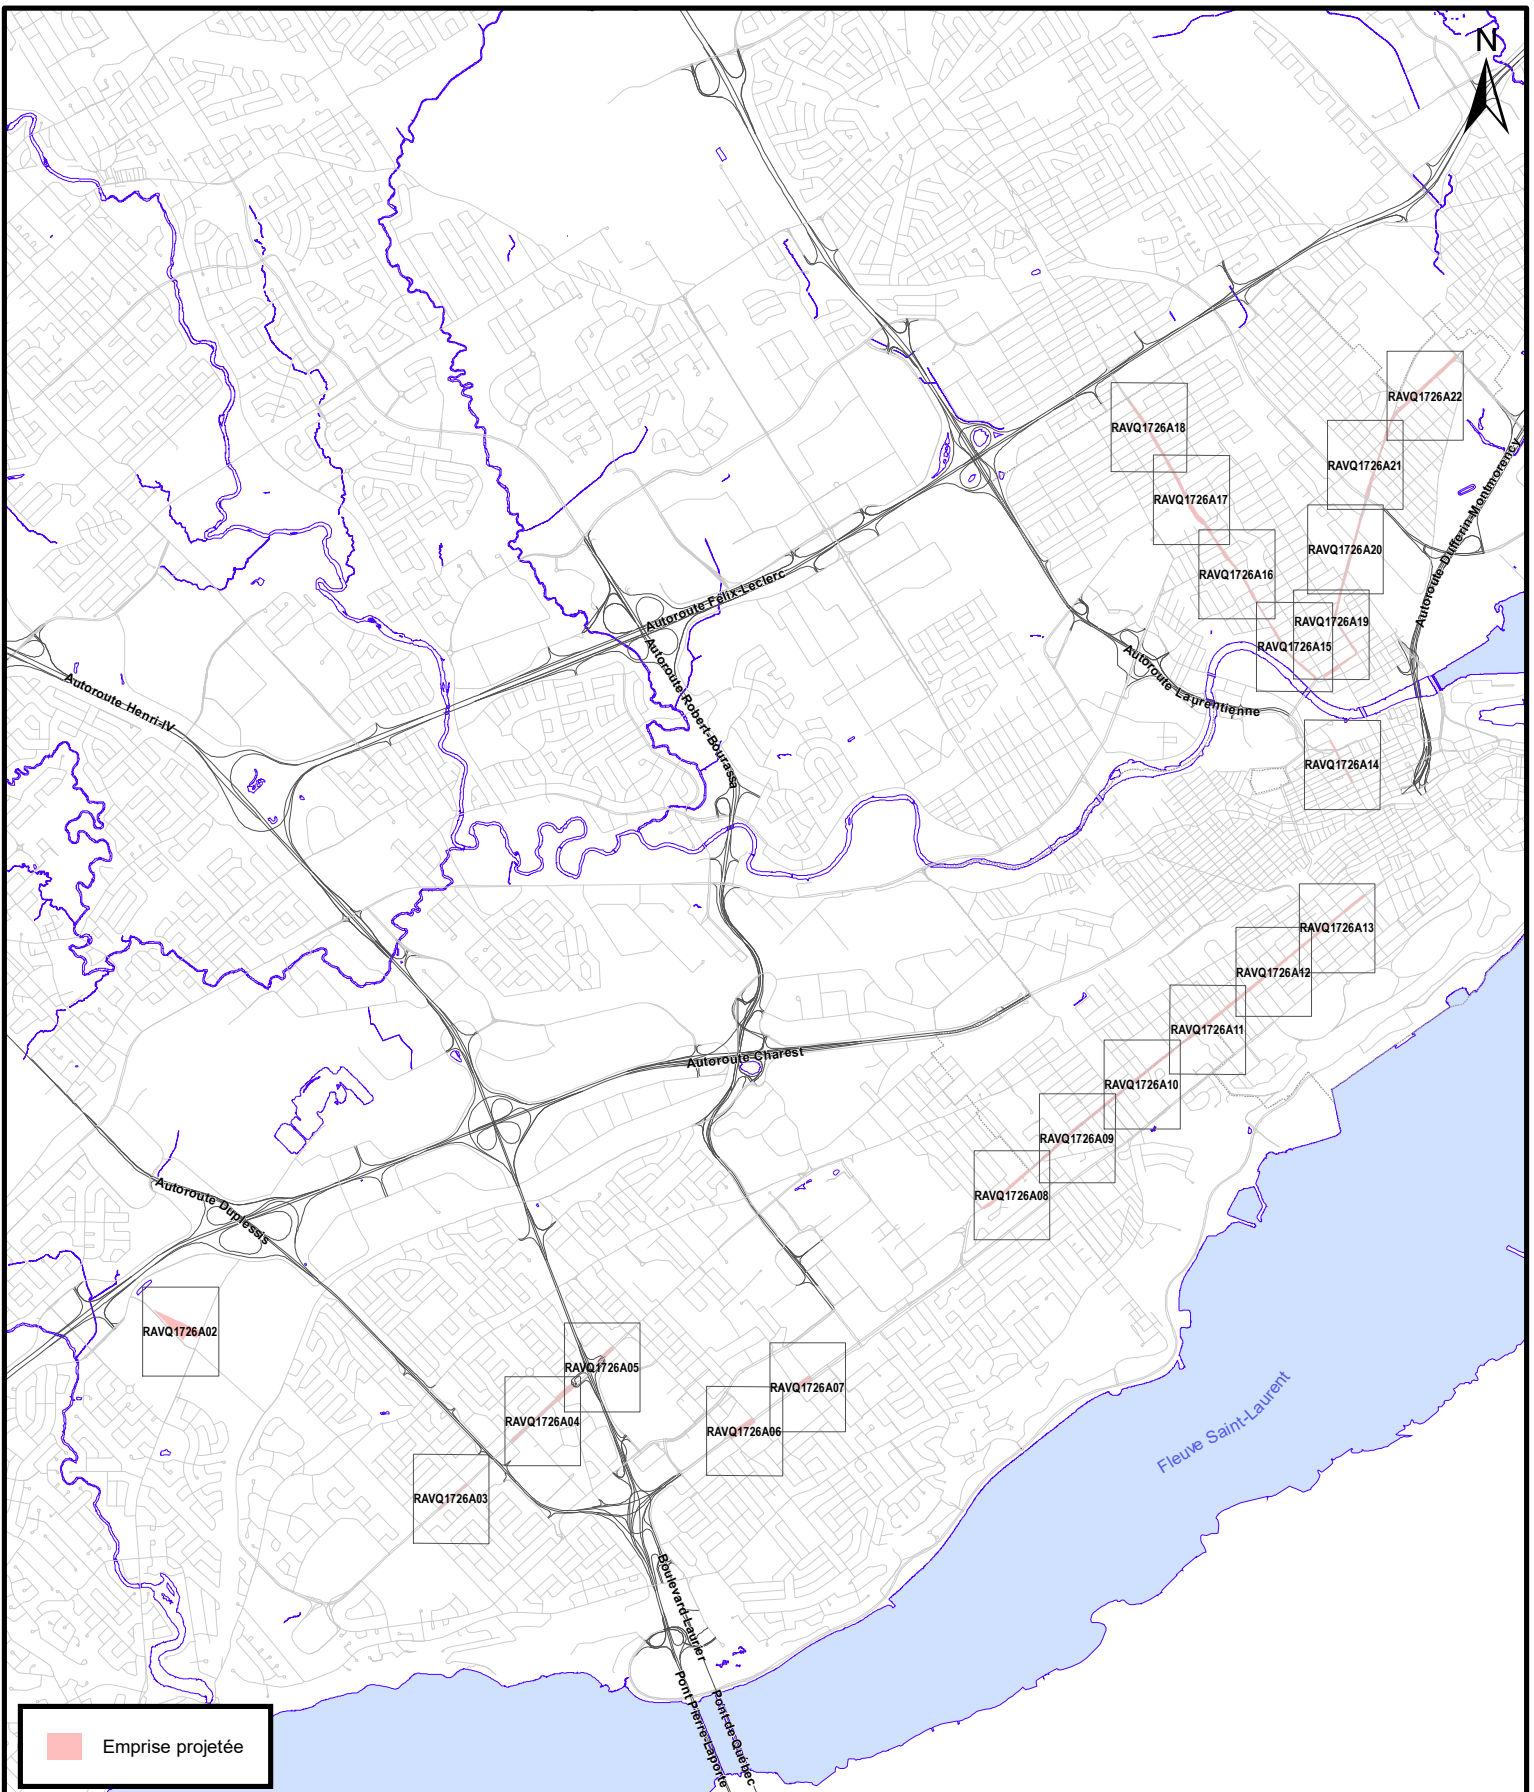 N
RAVQ1726A22
RAVQ1726A18
RAVQ1726A21
RAVQ1726A17
Autoroute Dufferin-Montmorency
RAVQ1726A20
RAVQ1726A16
Autoroute Félix-Leclerc
RAVQ1726A19
RAVQ1726A15
Autoroute Henri-IV
Autoroute Robert-Bourassa
Autoroute Laurentienne
RAVQ1726A14
RAVQ1726A13
RAVQ1726A12
RAVQ1726A11
Autoroute Charest
RAVQ1726A10
RAVQ1726A09
RAVQ1726A08
Autoroute Duplessis
RAVQ1726A02
RAVQ1726A05
RAVQ1726A07
RAVQ1726A04
RAVQ1726A06
Fleuve Saint-Laurent
RAVQ1726A03
Boulevard Laurier
Pont Pierre-Laporte
Pont de Québec
Emprise projetée